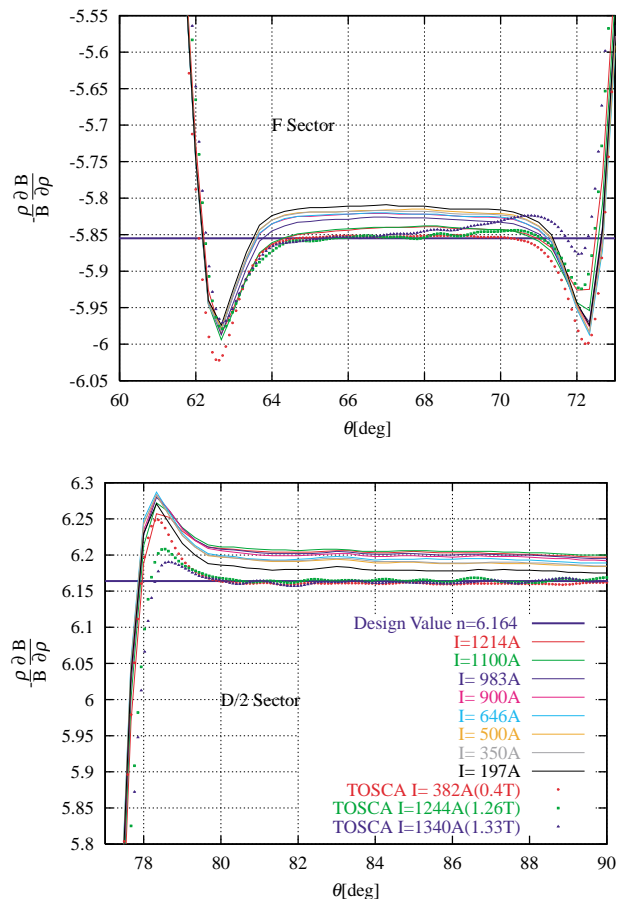 -5.55
-5.6
-5.65
-5.7
-5.75
-5.8
-5.85
-5.9
-5.95
-6
-6.05
- ρ/B ∂B/∂ρ
F Sector
60 62 64 66 68 70 72
θ[deg]
6.3
6.25
6.2
6.15
6.1
6.05
6
5.95
5.9
5.85
5.8
- ρ/B ∂B/∂ρ
D/2 Sector
Design Value n=6.164
I=1214A
I=1100A
I= 983A
I= 900A
I= 646A
I= 500A
I= 350A
I= 197A
TOSCA I= 382A(0.4T)
TOSCA I=1244A(1.26T)
TOSCA I=1340A(1.33T)
78 80 82 84 86 88 90
θ[deg]